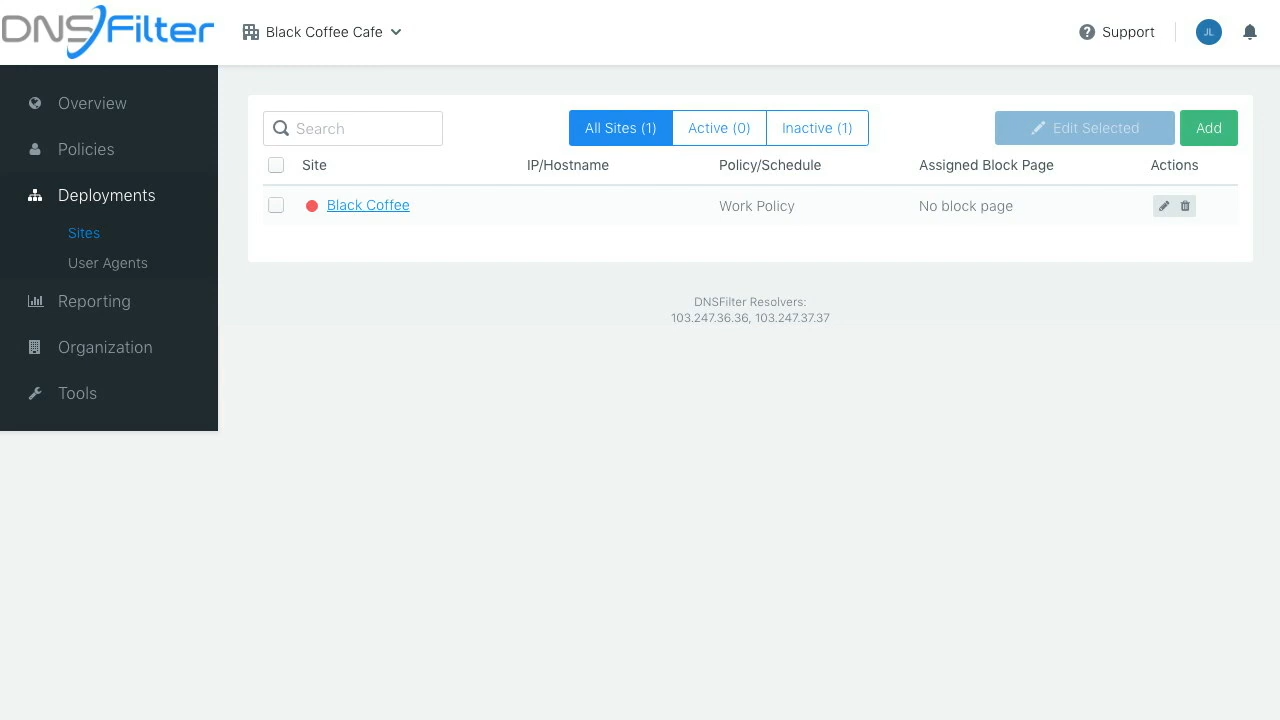 DNSFilter
Black Coffee Cafe
Support
JL
Overview
Policies
Deployments
Sites
User Agents
Reporting
Organization
Tools
Search
All Sites (1)
Active (0)
Inactive (1)
Edit Selected
Add
Site
IP/Hostname
Policy/Schedule
Assigned Block Page
Actions
Black Coffee
Work Policy
No block page
DNSFilter Resolvers:
103.247.36.36, 103.247.37.37